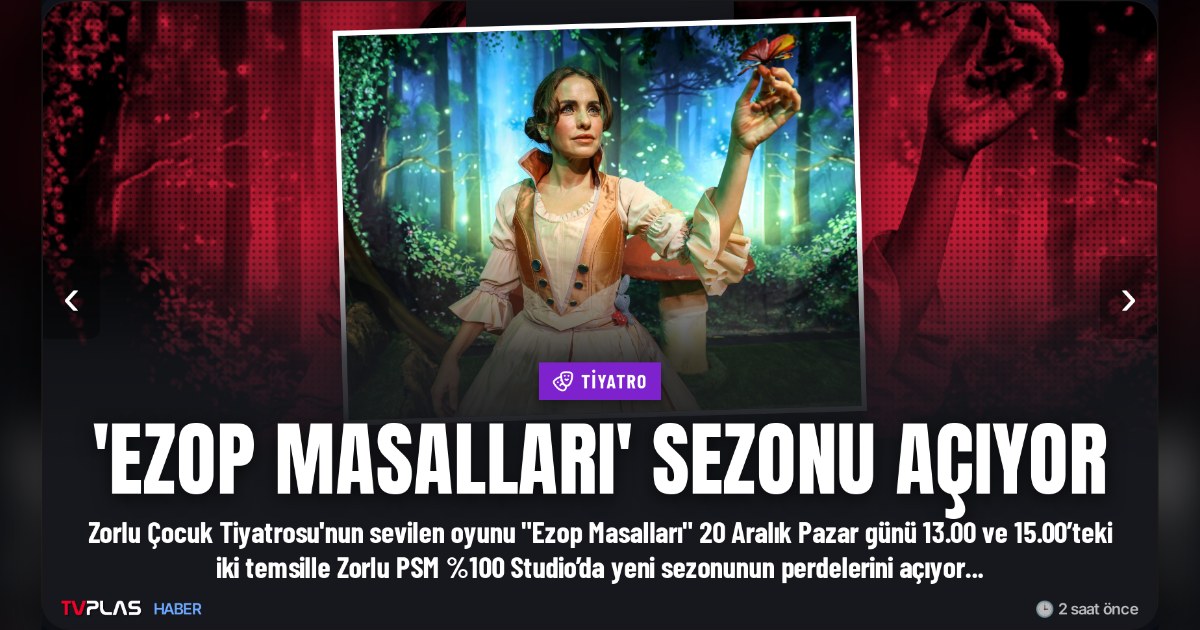 TİYATRO
'EZOP MASALLARI' SEZONU AÇIYOR
Zorlu Çocuk Tiyatrosu'nun sevilen oyunu "Ezop Masalları" 20 Aralık Pazar günü 13.00 ve 15.00’teki
iki temsille Zorlu PSM %100 Studio’da yeni sezonunun perdelerini açıyor...
TVPLAS HABER
2 saat önce